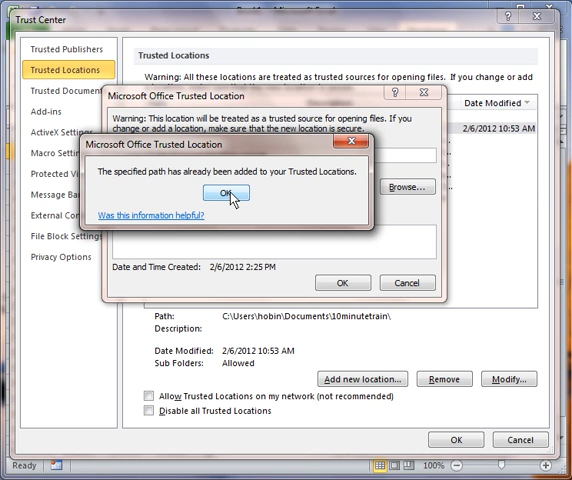 Trust Center
Trusted Publishers
Trusted Locations
Trusted Docum
Add-ins
ActiveX Settings
Macro Settings
Protected Vi
Message Bar
External Con
File Block Settings
Privacy Options
Trusted Locations
Warning: All these locations are treated as trusted sources for opening files. If you change or add
Date Modified
2/6/2012 10:53 AM
Microsoft Office Trusted Location
Warning: This location will be treated as a trusted source for opening files. If you
change or add a location, make sure that the new location is secure.
Browse...
Microsoft Office Trusted Location
The specified path has already been added to your Trusted Locations.
OK
Was this information helpful?
Date and Time Created: 2/6/2012 2:25 PM
OK
Cancel
Path: C:\Users\hobin\Documents\10minutetrain\
Description:
Date Modified: 2/6/2012 10:53 AM
Sub Folders: Allowed
Add new location...
Remove
Modify...
Allow Trusted Locations on my network (not recommended)
Disable all Trusted Locations
OK
Cancel
Ready
100%